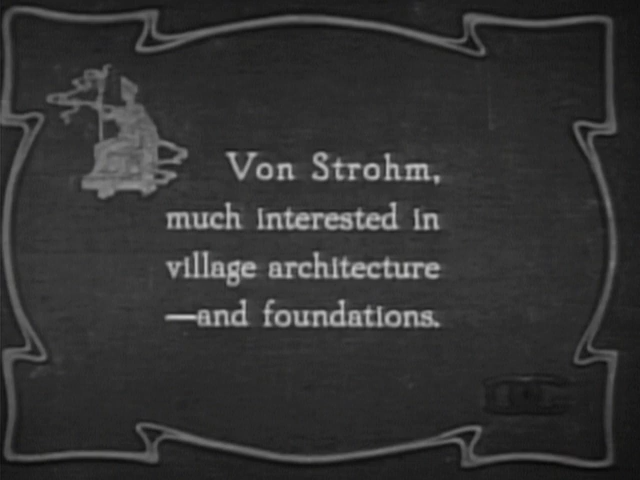 Von Strohm,
much interested in
village architecture
—and foundations.